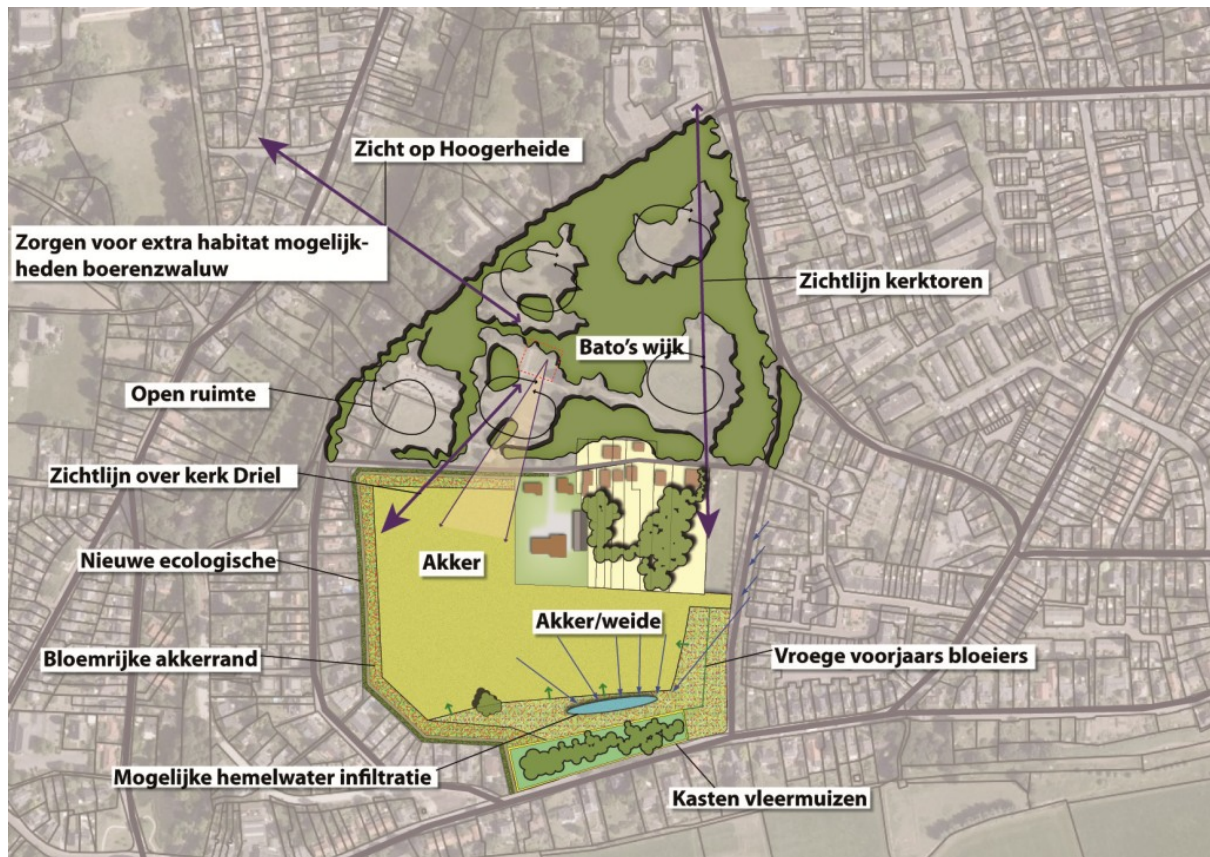 Zicht op Hoogerheide
Zorgen voor extra habitat mogelijk-
heden boerenzwaluw
Zichtlijn kerktoren
Bato's wijk
Open ruimte
Zichtlijn over kerk Driel
Nieuwe ecologische
Akker
Akker/weide
Bloemrijke akkerrand
Vroege voorjaars bloeiers
Mogelijke hemelwater infiltratie
Kasten vleermuizen